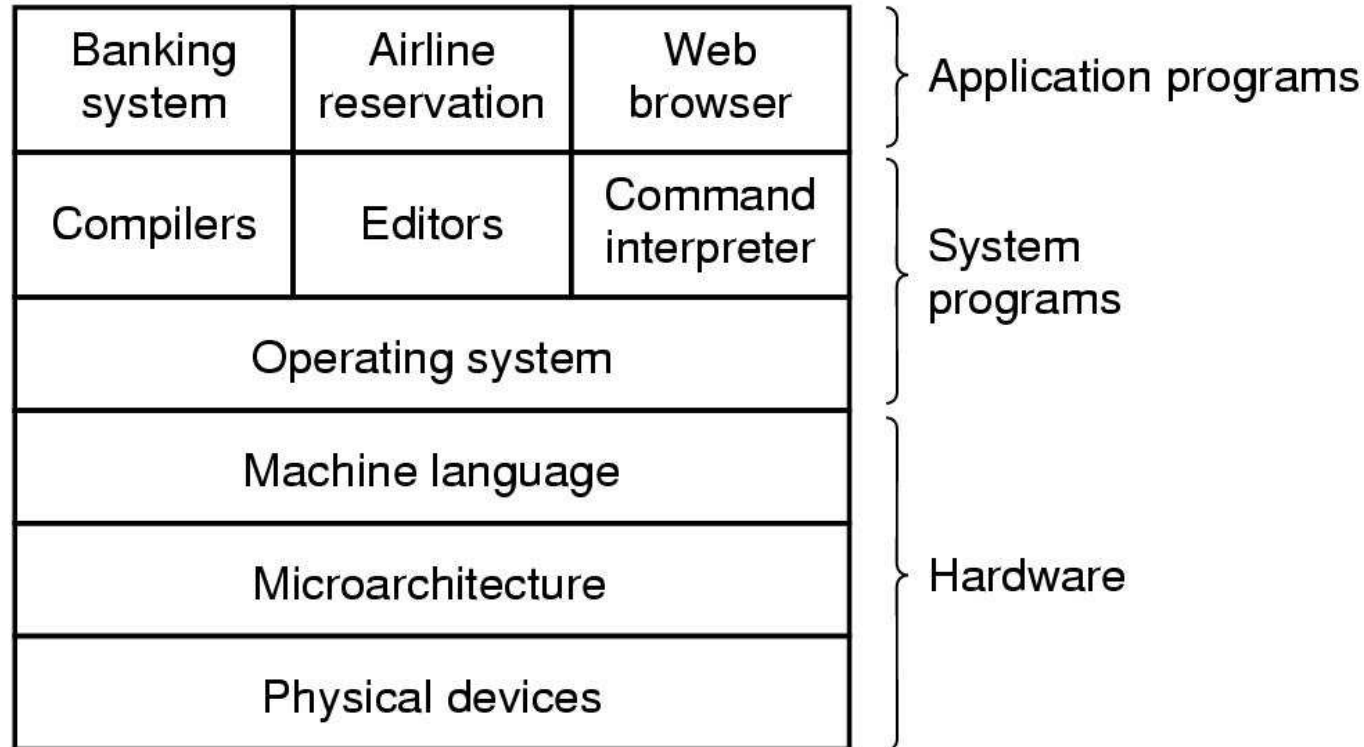 Banking
system
Airline
reservation
Web
browser
Application programs
Compilers
Editors
Command
interpreter
System
programs
Operating system
Machine language
Microarchitecture
Hardware
Physical devices